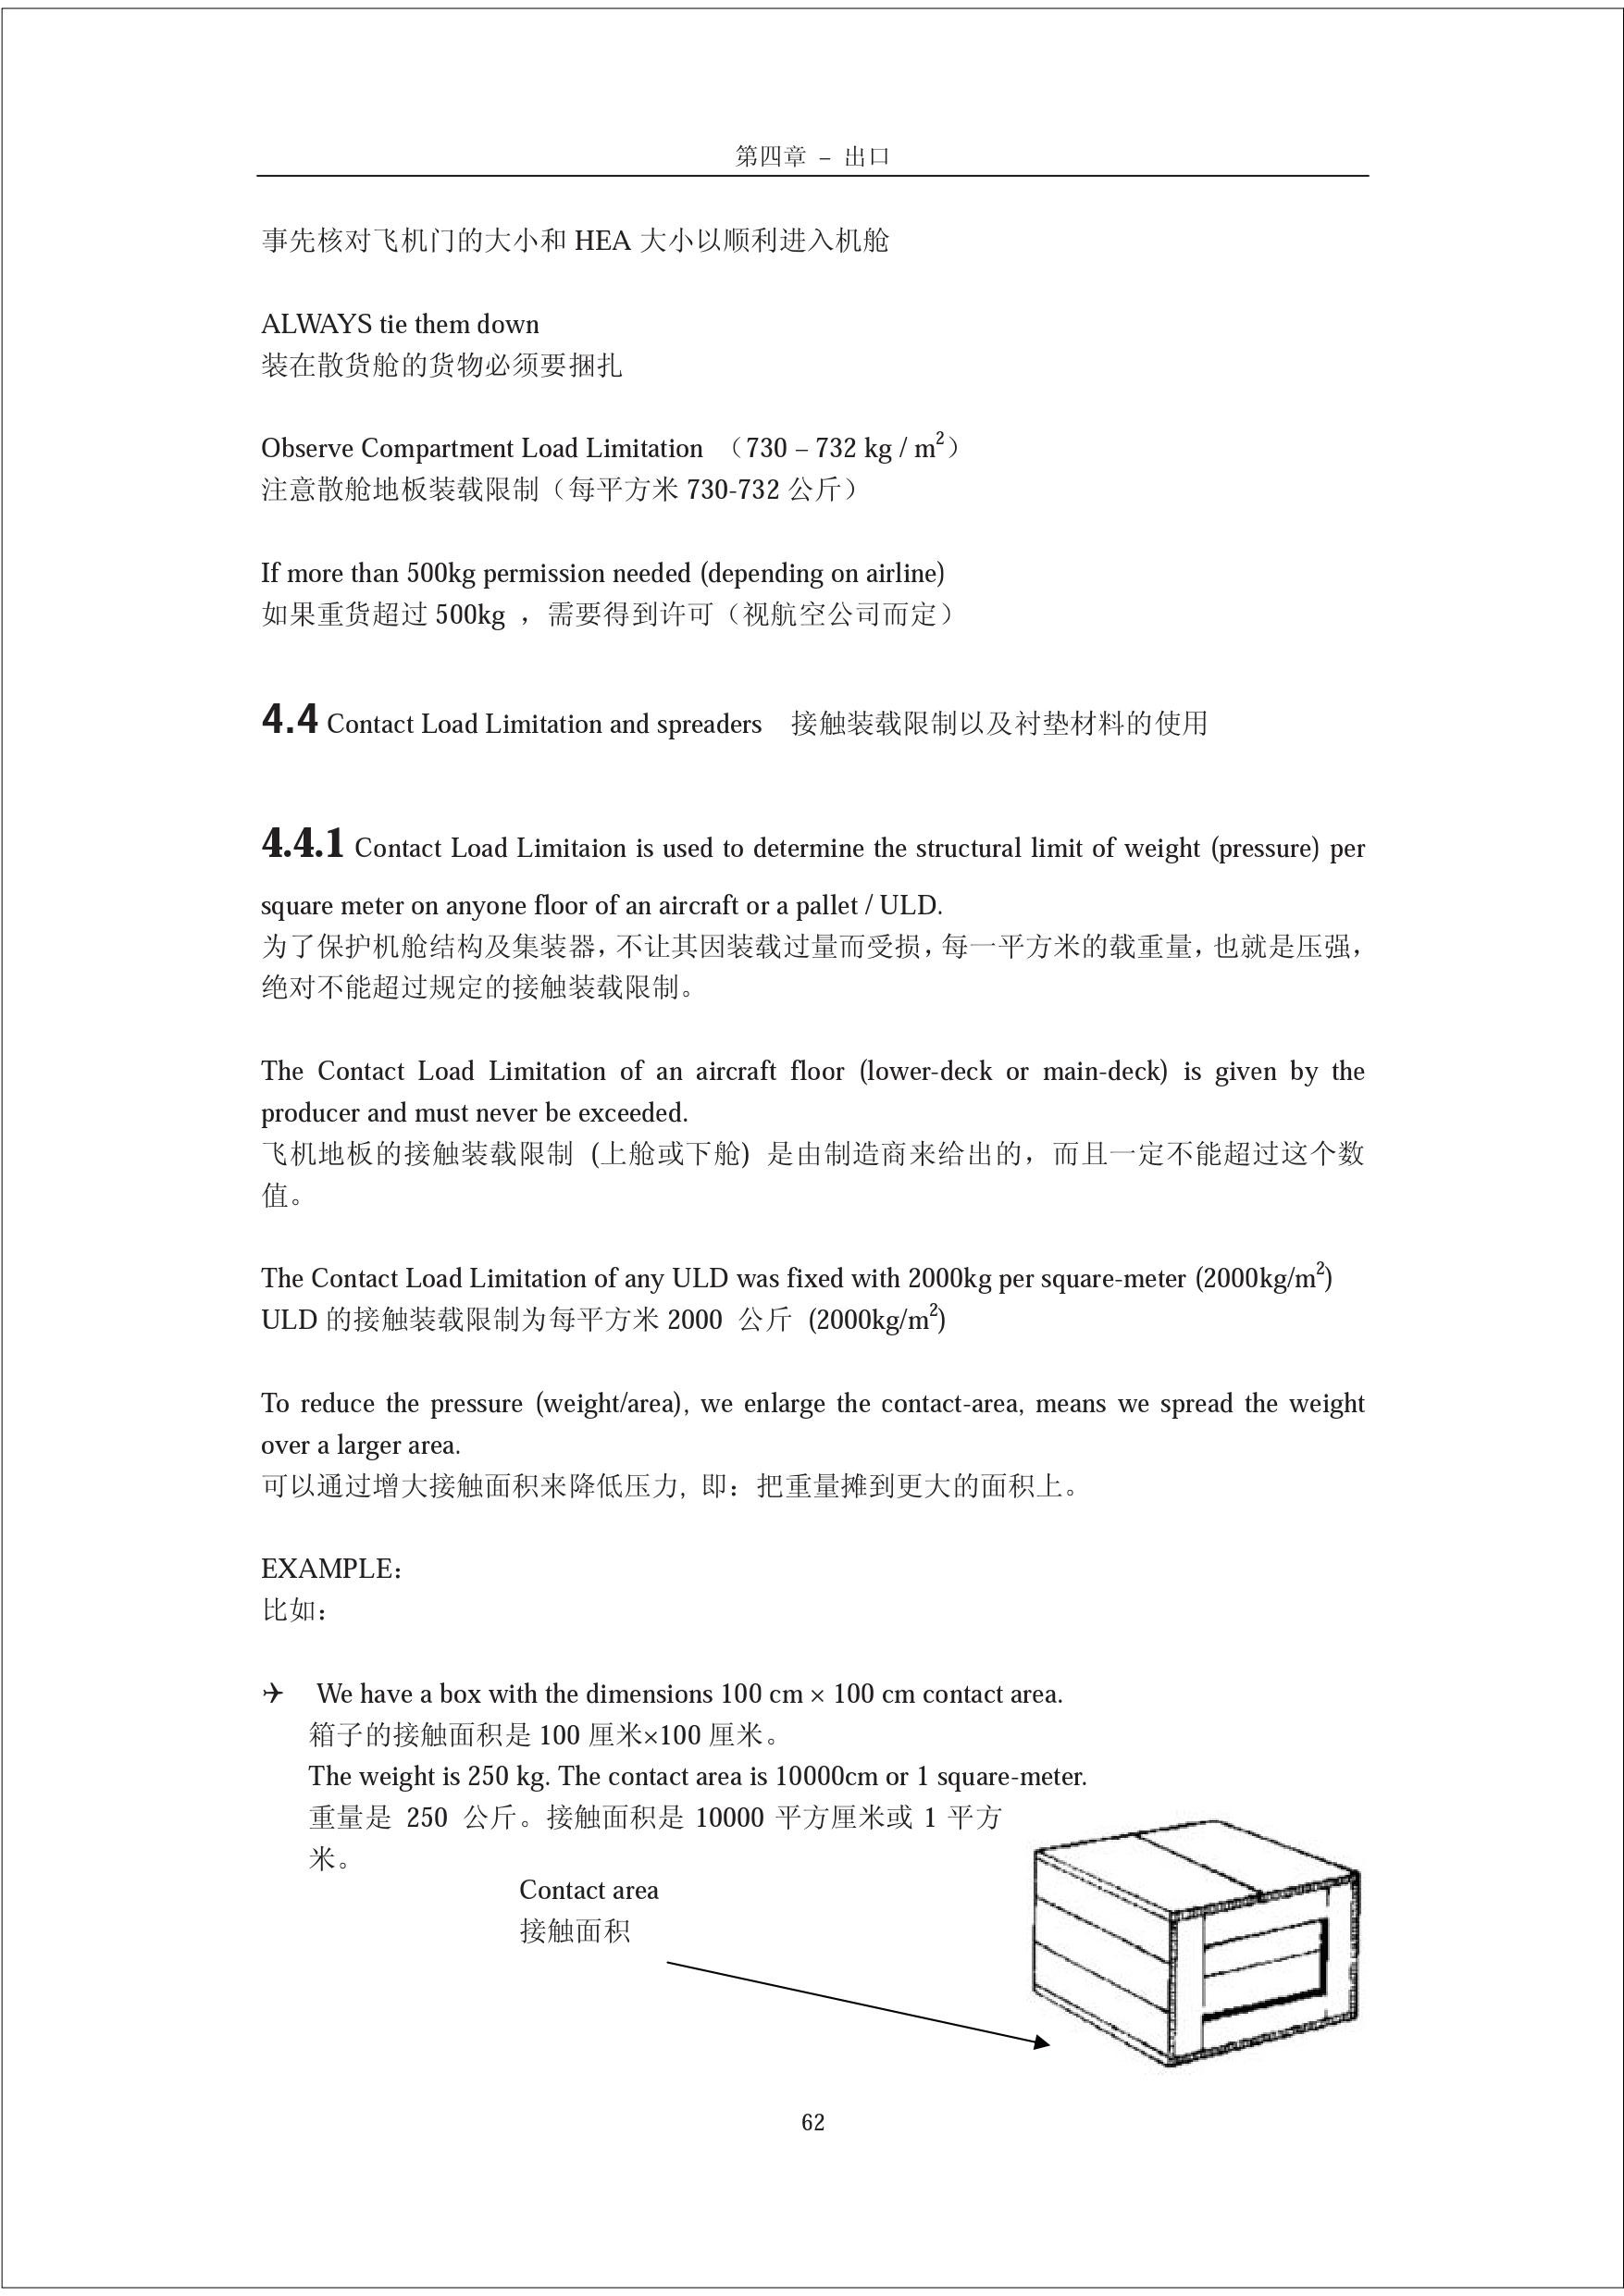 第四章 – 出口
事先核对飞机门的大小和 HEA 大小以顺利进入机舱
ALWAYS tie them down
装在散货舱的货物必须要捆扎
Observe Compartment Load Limitation （730 – 732 kg / m²）
注意散舱地板装载限制（每平方米 730-732 公斤）
If more than 500kg permission needed (depending on airline)
如果重货超过 500kg ，需要得到许可（视航空公司而定）
4.4 Contact Load Limitation and spreaders 接触装载限制以及衬垫材料的使用
4.4.1 Contact Load Limitaion is used to determine the structural limit of weight (pressure) per
square meter on anyone floor of an aircraft or a pallet / ULD.
为了保护机舱结构及集装器，不让其因装载过量而受损，每一平方米的载重量，也就是压强，
绝对不能超过规定的接触装载限制。
The Contact Load Limitation of an aircraft floor (lower-deck or main-deck) is given by the
producer and must never be exceeded.
飞机地板的接触装载限制 (上舱或下舱) 是由制造商来给出的，而且一定不能超过这个数
值。
The Contact Load Limitation of any ULD was fixed with 2000kg per square-meter (2000kg/m²)
ULD 的接触装载限制为每平方米 2000 公斤 (2000kg/m²)
To reduce the pressure (weight/area), we enlarge the contact-area, means we spread the weight
over a larger area.
可以通过增大接触面积来降低压力, 即：把重量摊到更大的面积上。
EXAMPLE：
比如：
✈ We have a box with the dimensions 100 cm × 100 cm contact area.
箱子的接触面积是 100 厘米×100 厘米。
The weight is 250 kg. The contact area is 10000cm or 1 square-meter.
重量是 250 公斤。接触面积是 10000 平方厘米或 1 平方
米。
Contact area
接触面积
62